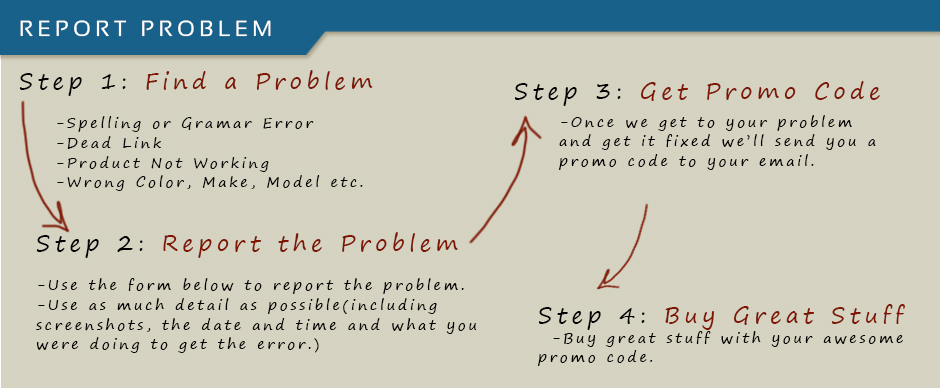 REPORT PROBLEM
Step 1: Find a Problem
-Spelling or Gramar Error
-Dead Link
-Product Not Working
-Wrong Color, Make, Model etc.
Step 2: Report the Problem
-Use the form below to report the problem.
-Use as much detail as possible(including
screenshots, the date and time and what you
were doing to get the error.)
Step 3: Get Promo Code
-Once we get to your problem
and get it fixed we'll send you a
promo code to your email.
Step 4: Buy Great Stuff
-Buy great stuff with your awesome
promo code.